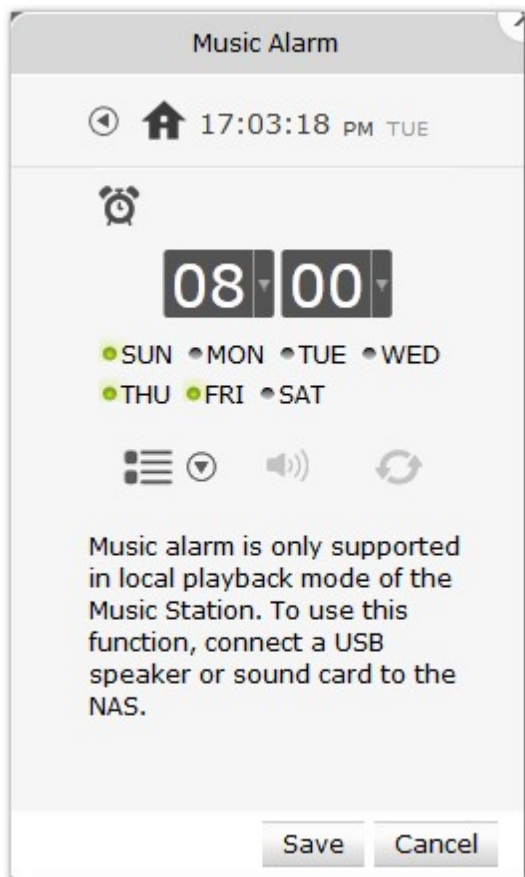 Music Alarm
17:03:18 PM TUE
08 00
SUN MON TUE WED
THU FRI SAT
Music alarm is only supported
in local playback mode of the
Music Station. To use this
function, connect a USB
speaker or sound card to the
NAS.
Save Cancel